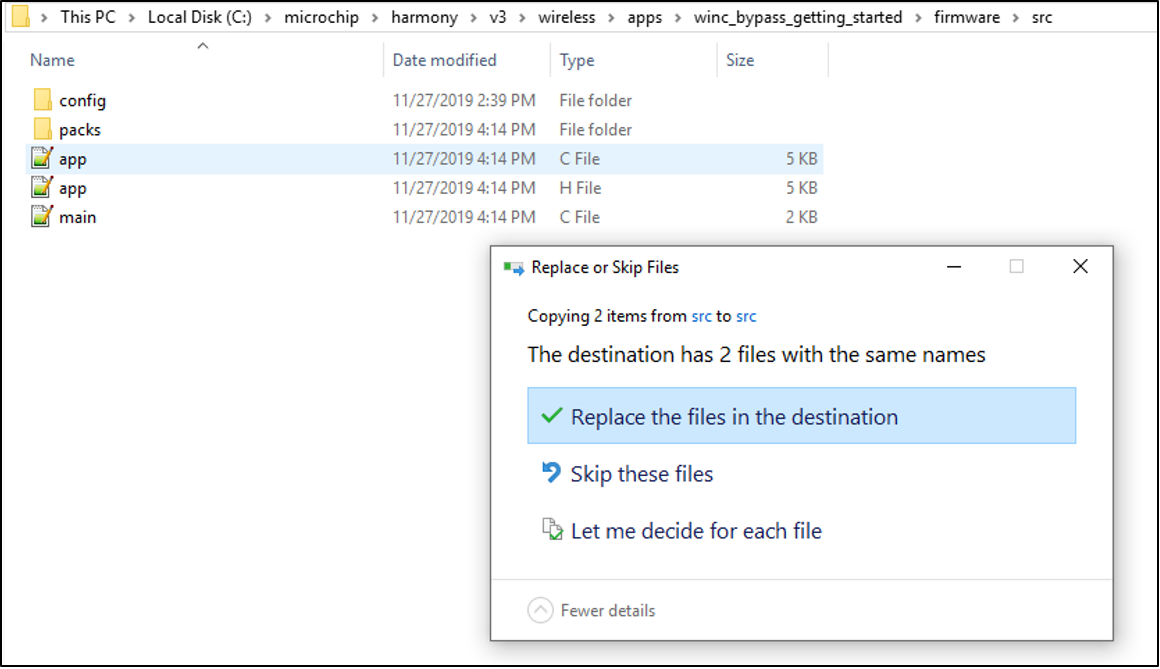 This PC > Local Disk (C:) > microchip > harmony > v3 > wireless > apps > winc_bypass_getting_started > firmware > src
Name Date modified Type Size
config 11/27/2019 2:39 PM File folder
packs 11/27/2019 4:14 PM File folder
app 11/27/2019 4:14 PM C File 5 KB
app 11/27/2019 4:14 PM H File 5 KB
main 11/27/2019 4:14 PM C File 2 KB
Replace or Skip Files
Copying 2 items from src to src
The destination has 2 files with the same names
Replace the files in the destination
Skip these files
Let me decide for each file
Fewer details